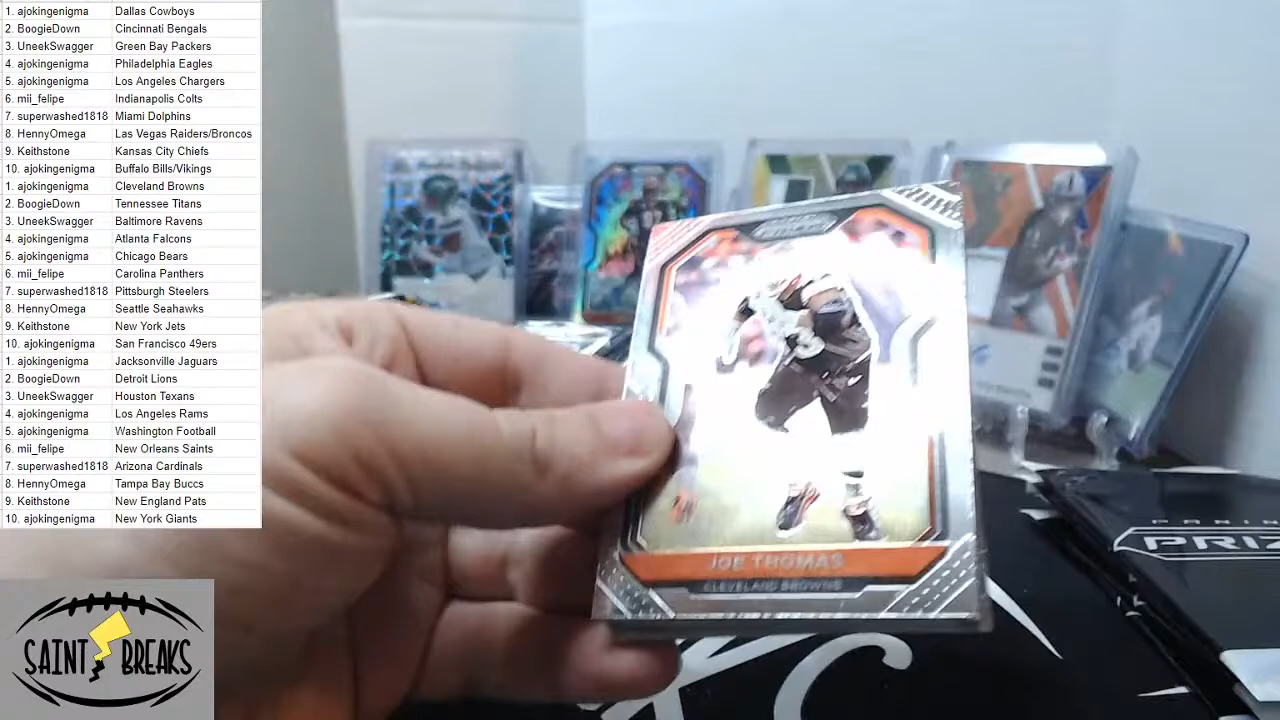 1. ajokingenigma Dallas Cowboys
2. BoogieDown Cincinnati Bengals
3. UneekSwagger Green Bay Packers
4. ajokingenigma Philadelphia Eagles
5. ajokingenigma Los Angeles Chargers
6. mii_felipe Indianapolis Colts
7. superwashed1818 Miami Dolphins
8. HennyOmega Las Vegas Raiders/Broncos
9. Keithstone Kansas City Chiefs
10. ajokingenigma Buffalo Bills/Vikings
1. ajokingenigma Cleveland Browns
2. BoogieDown Tennessee Titans
3. UneekSwagger Baltimore Ravens
4. ajokingenigma Atlanta Falcons
5. ajokingenigma Chicago Bears
6. mii_felipe Carolina Panthers
7. superwashed1818 Pittsburgh Steelers
8. HennyOmega Seattle Seahawks
9. Keithstone New York Jets
10. ajokingenigma San Francisco 49ers
1. ajokingenigma Jacksonville Jaguars
2. BoogieDown Detroit Lions
3. UneekSwagger Houston Texans
4. ajokingenigma Los Angeles Rams
5. ajokingenigma Washington Football
6. mii_felipe New Orleans Saints
7. superwashed1818 Arizona Cardinals
8. HennyOmega Tampa Bay Buccs
9. Keithstone New England Pats
10. ajokingenigma New York Giants
JOE THOMAS
CLEVELAND BROWNS
SAINT BREAKS